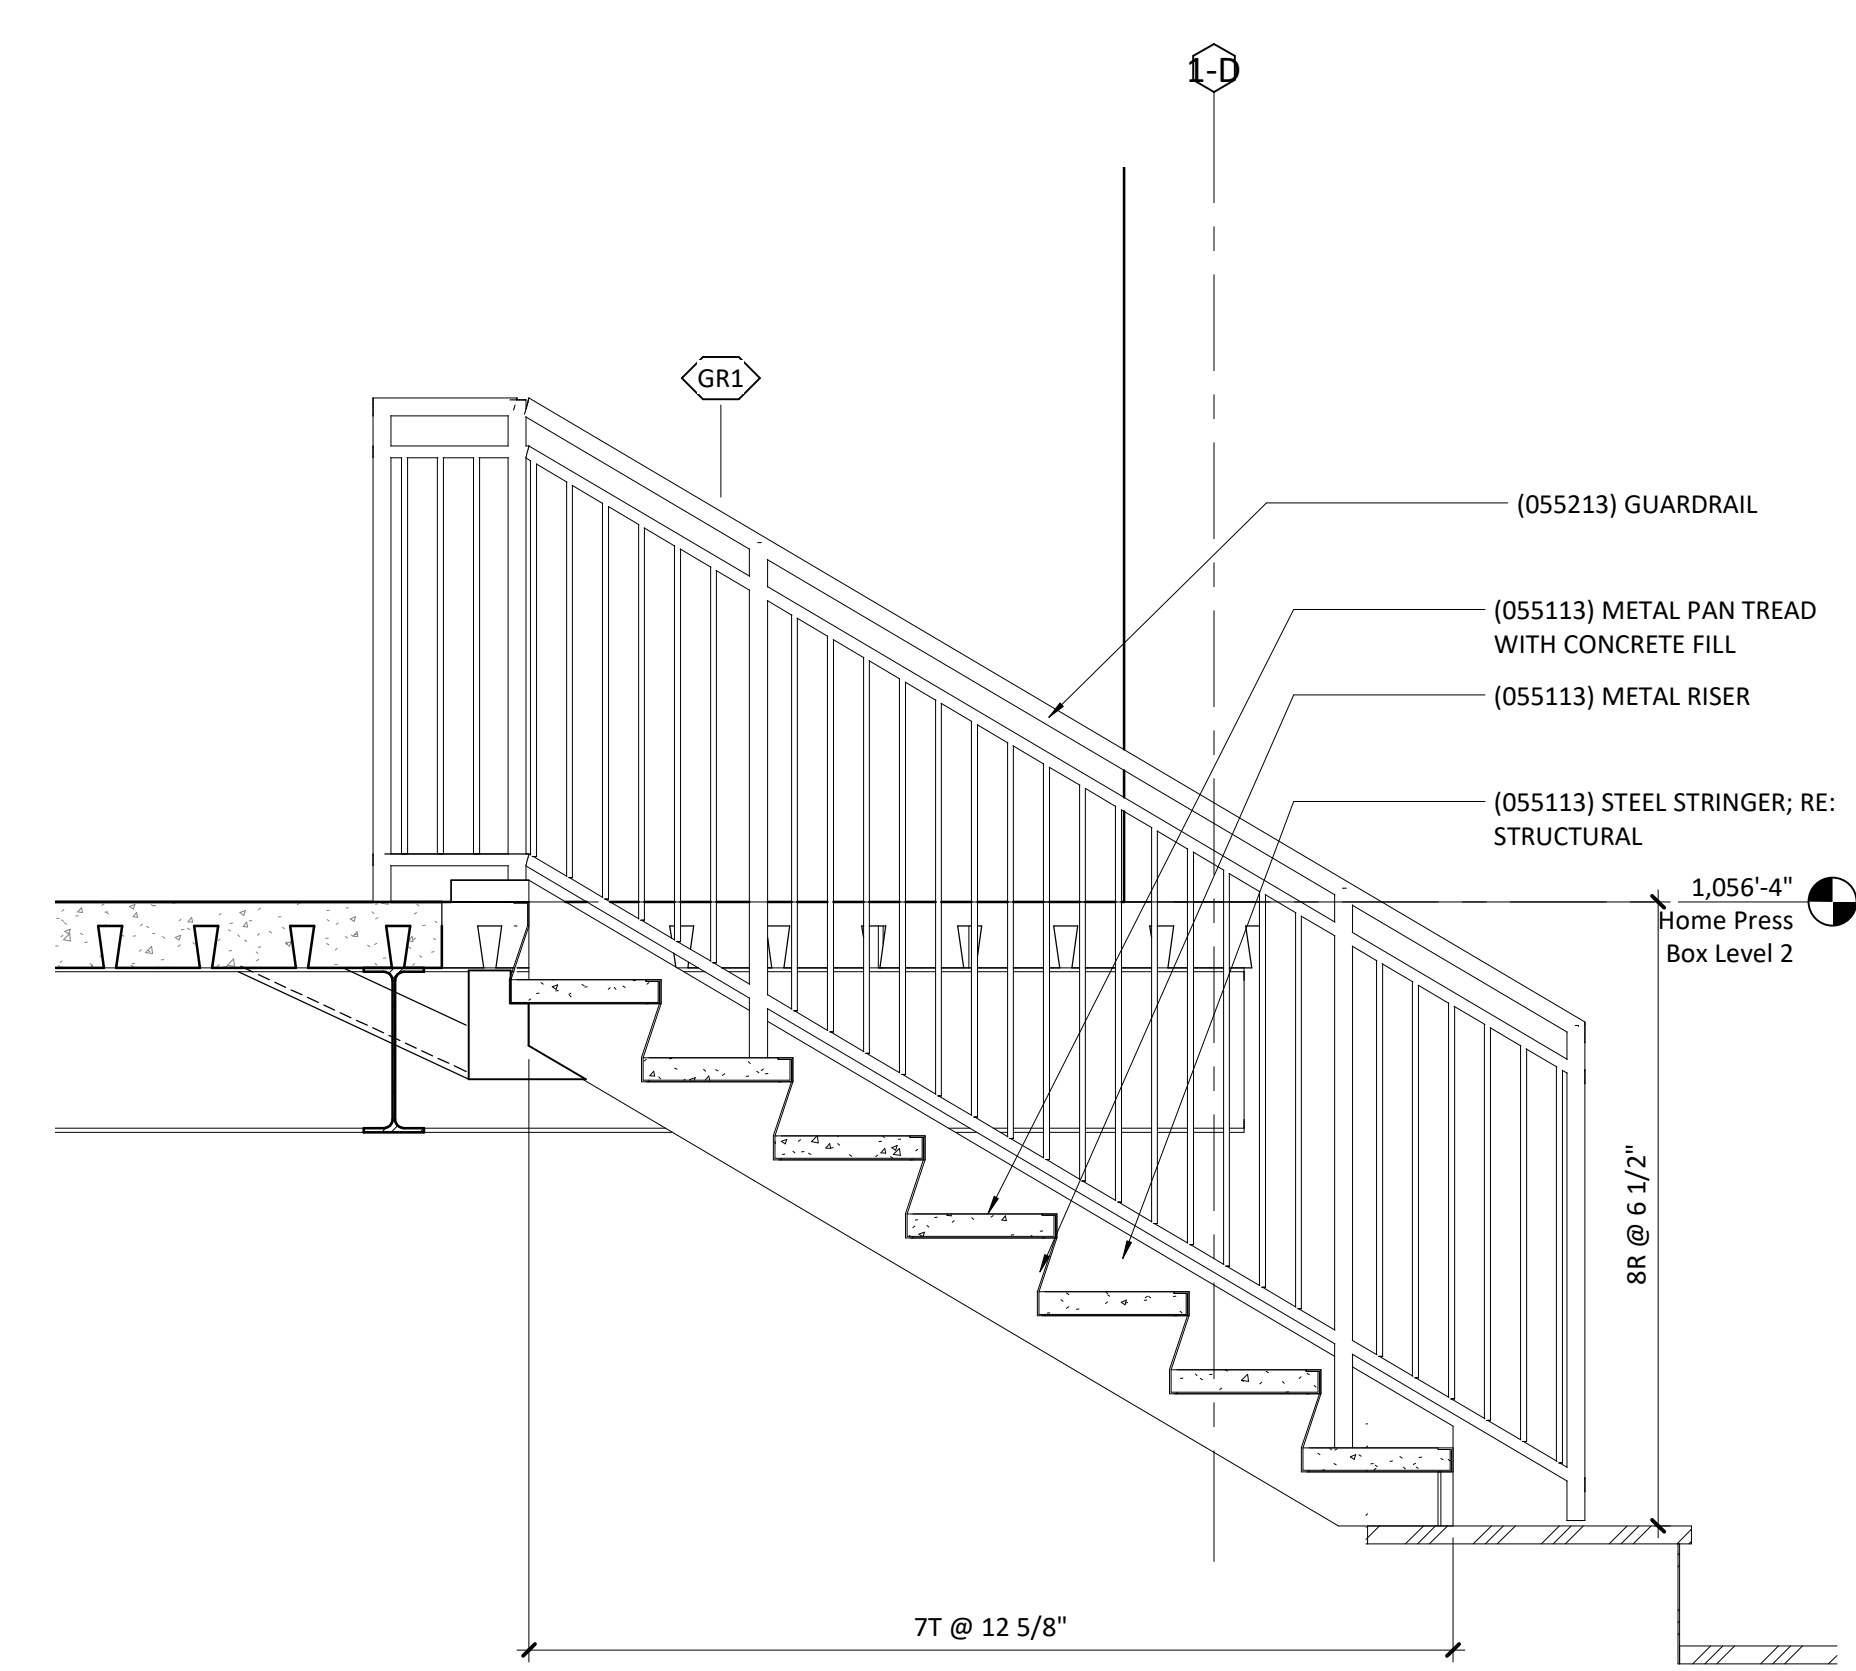 1-D
GR1
(055213) GUARDRAIL
(055113) METAL PAN TREAD
WITH CONCRETE FILL
(055113) METAL RISER
(055113) STEEL STRINGER; RE:
STRUCTURAL
1,056'-4"
Home Press
Box Level 2
8R @ 6 1/2"
7T @ 12 5/8"